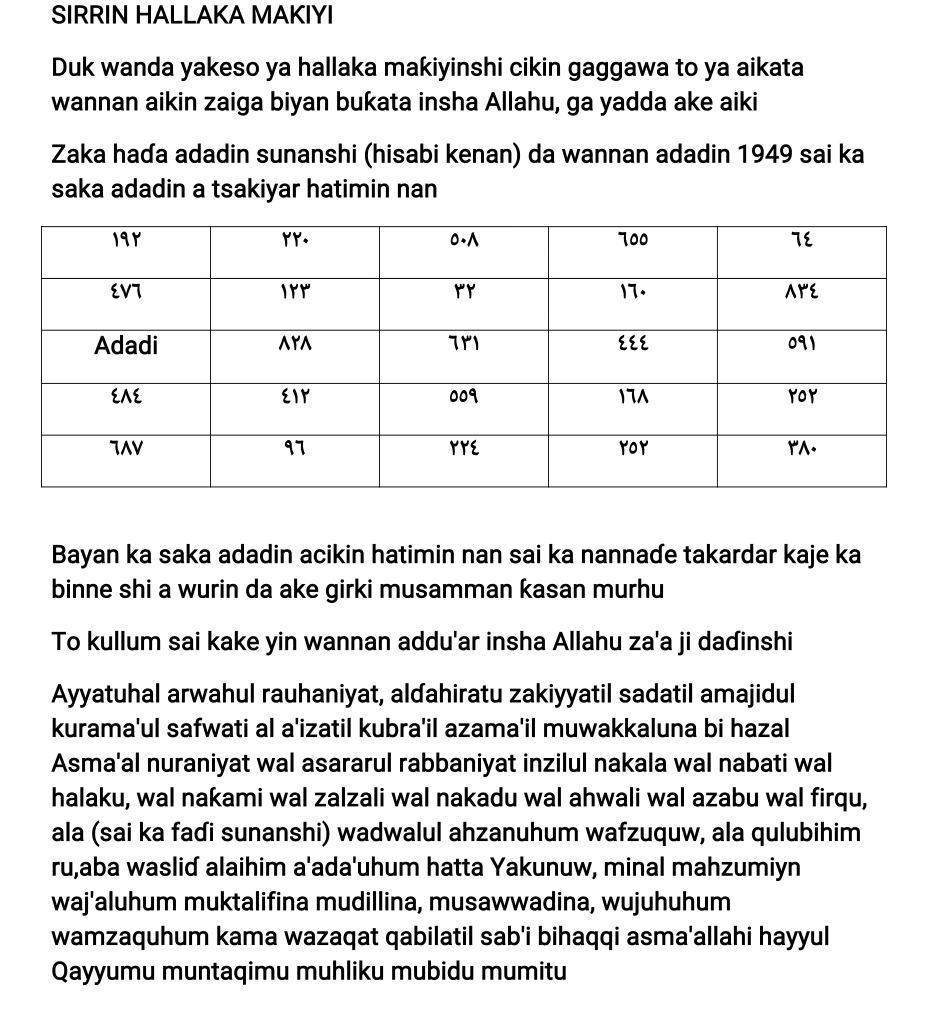 SIRRIN HALLAKA MAKIYI
Duk wanda yakeso ya hallaka maƙiyinshi cikin gaggawa to ya aikata
wannan aikin zaiga biyan buƙata insha Allahu, ga yadda ake aiki
Zaka haɗa adadin sunanshi (hisabi kenan) da wannan adadin 1949 sai ka
saka adadin a tsakiyar hatimin nan
١٩٢ ٢٢٠ ٥٠٨ ٦٥٥ ٦٤
٤٧٦ ١٢٣ ٣٢ ١٦٠ ٨٣٤
Adadi ٨٢٨ ٦٣١ ٤٤٤ ٥٩١
٤٨٤ ٤١٢ ٥٥٩ ١٦٨ ٢٥٢
٦٨٧ ٩٦ ٢٢٤ ٢٥٢ ٣٨٠
Bayan ka saka adadin acikin hatimin nan sai ka nannaɗe takardar kaje ka
binne shi a wurin da ake girki musamman ƙasan murhu
To kullum sai kake yin wannan addu'ar insha Allahu za'a ji daɗinshi
Ayyatuhal arwahul rauhaniyat, alɗahiratu zakiyyatil sadatil amajidul
kurama'ul safwati al a'izatil kubra'il azama'il muwakkaluna bi hazal
Asma'al nuraniyat wal asararul rabbaniyat inzilul nakala wal nabati wal
halaku, wal naƙami wal zalzali wal nakadu wal ahwali wal azabu wal firqu,
ala (sai ka faɗi sunanshi) wadwalul ahzanuhum wafzuquw, ala qulubihim
ru,aba wasliɗ alaihim a'ada'uhum hatta Yakunuw, minal mahzumiyn
waj'aluhum muktalifina mudillina, musawwadina, wujuhuhum
wamzaquhum kama wazaqat qabilatil sab'i bihaqqi asma'allahi hayyul
Qayyumu muntaqimu muhliku mubidu mumitu